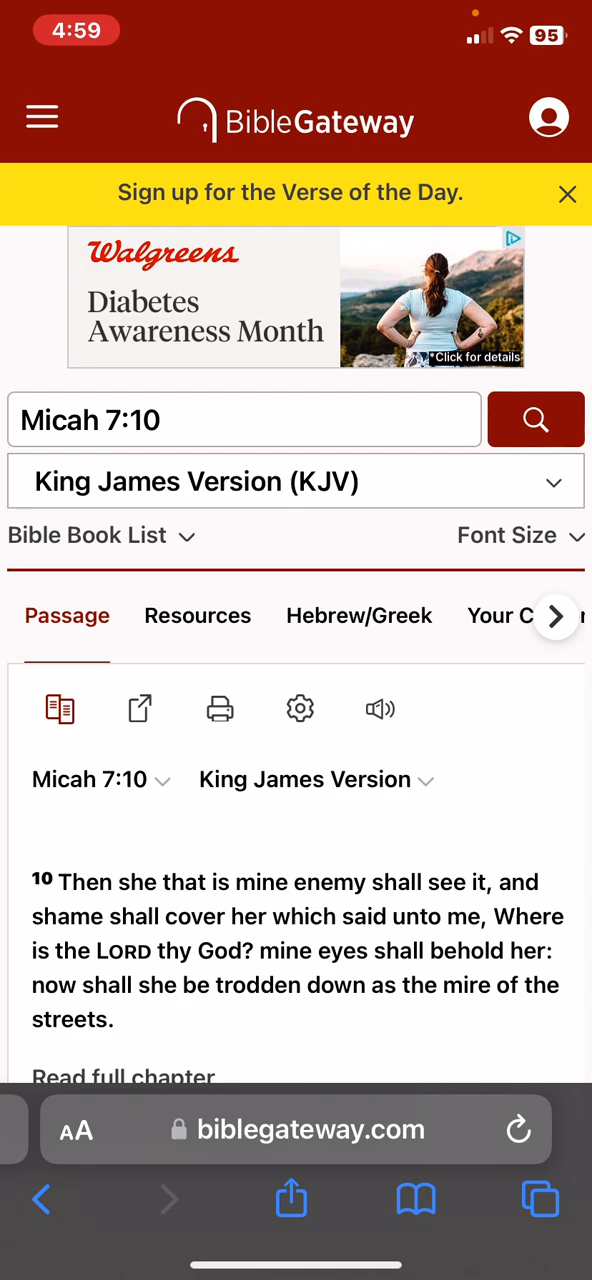 4:59
95
BibleGateway
Sign up for the Verse of the Day.
Walgreens
Diabetes
Awareness Month
*Click for details
Micah 7:10
King James Version (KJV)
Bible Book List
Font Size
Passage Resources Hebrew/Greek Your
Micah 7:10 King James Version
10 Then she that is mine enemy shall see it, and
shame shall cover her which said unto me, Where
is the LORD thy God? mine eyes shall behold her:
now shall she be trodden down as the mire of the
streets.
Read full chapter
AA biblegateway.com